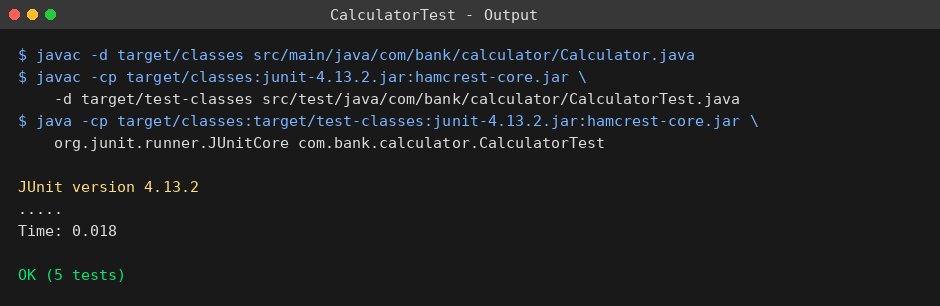 CalculatorTest - Output
$ javac -d target/classes src/main/java/com/bank/calculator/Calculator.java
$ javac -cp target/classes:junit-4.13.2.jar:hamcrest-core.jar \
    -d target/test-classes src/test/java/com/bank/calculator/CalculatorTest.java
$ java -cp target/classes:target/test-classes:junit-4.13.2.jar:hamcrest-core.jar \
    org.junit.runner.JUnitCore com.bank.calculator.CalculatorTest
JUnit version 4.13.2
.....
Time: 0.018
OK (5 tests)